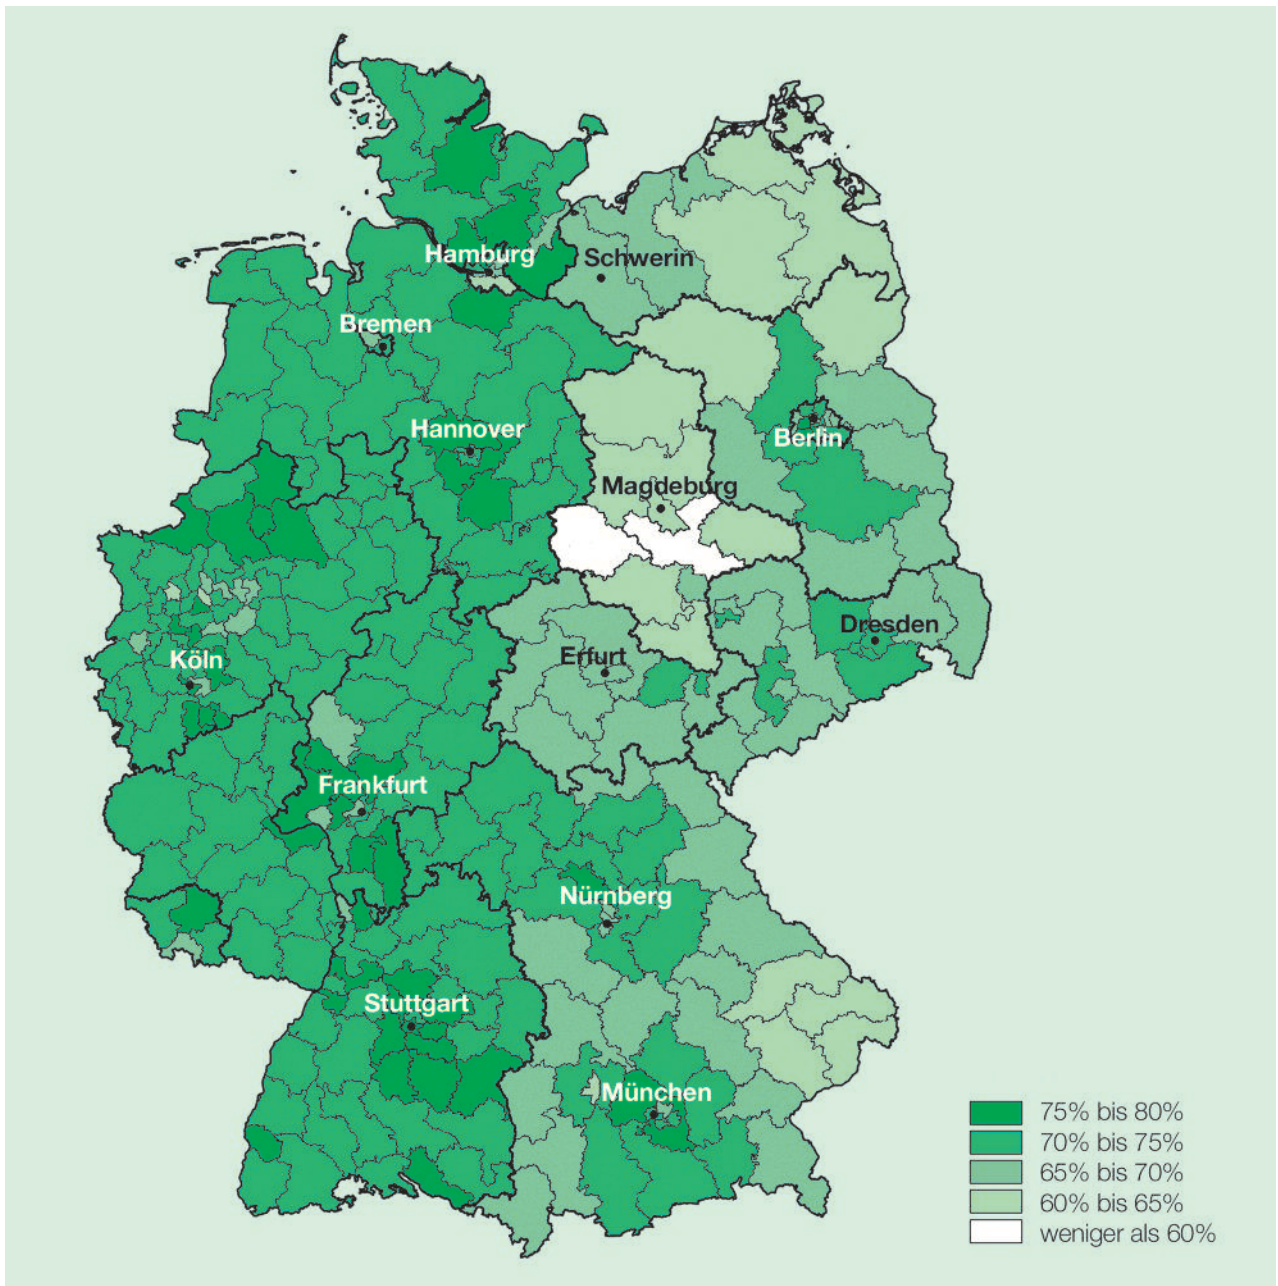 Hamburg
Schwerin
Bremen
Hannover
Berlin
Magdeburg
Dresden
Köln
Erfurt
Frankfurt
Nürnberg
Stuttgart
München
75% bis 80%
70% bis 75%
65% bis 70%
60% bis 65%
weniger als 60%